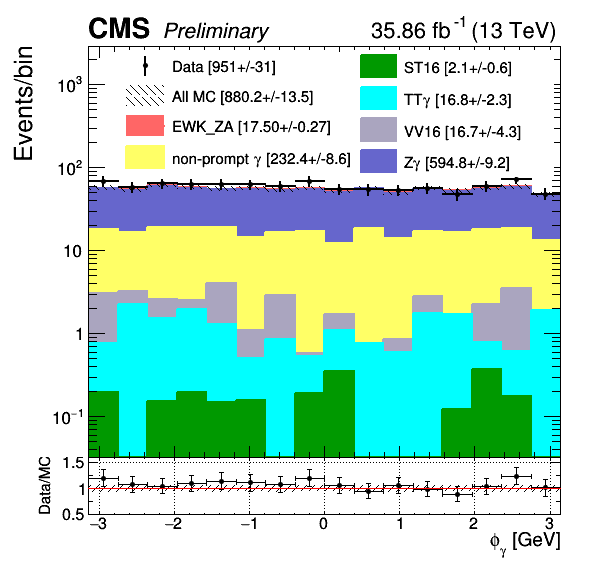 CMS Preliminary 35.86 fb⁻¹ (13 TeV)
Events/bin
Data [951+/-31]
All MC [880.2+/-13.5]
EWK_ZA [17.50+/-0.27]
non-prompt γ [232.4+/-8.6]
ST16 [2.1+/-0.6]
TTγ [16.8+/-2.3]
VV16 [16.7+/-4.3]
Zγ [594.8+/-9.2]
10³
10²
10
1
10⁻¹
Data/MC
1.5
1
0.5
−3 −2 −1 0 1 2 3
ϕγ [GeV]